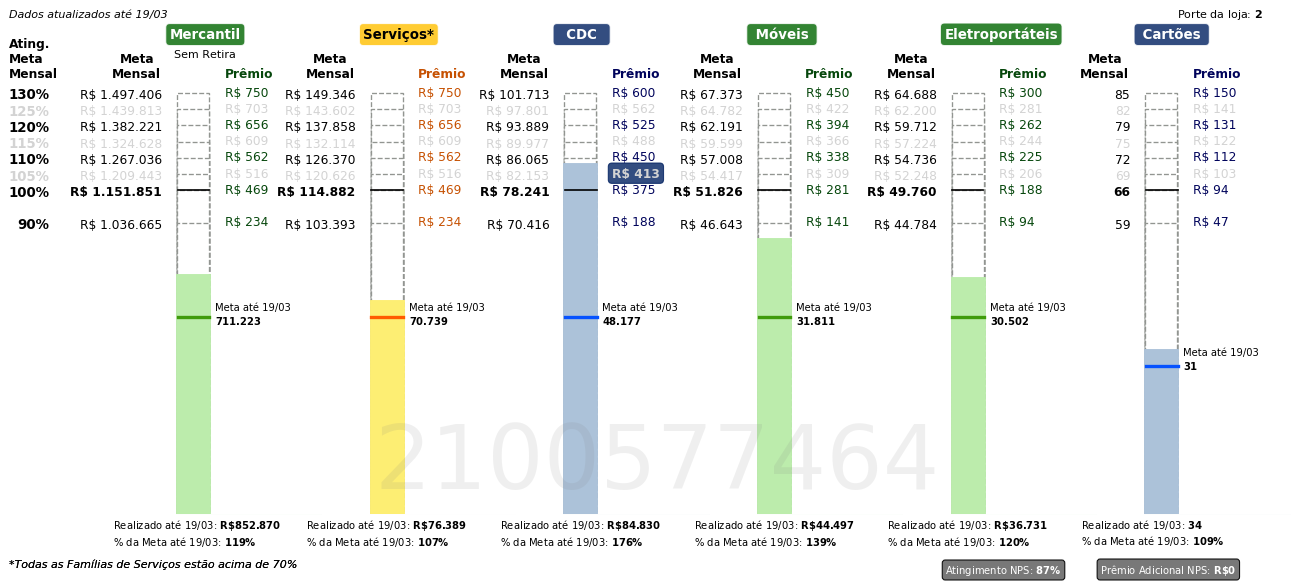 Dados atualizados até 19/03
Porte da loja: 2
Mercantil Serviços* CDC Móveis Eletroportáteis Cartões
Sem Retira
Ating. Meta Mensal
Meta Mensal Prêmio Meta Mensal Prêmio Meta Mensal Prêmio Meta Mensal Prêmio Meta Mensal Prêmio Meta Mensal Prêmio
130% R$ 1.497.406 R$ 750 R$ 149.346 R$ 750 R$ 101.713 R$ 600 R$ 67.373 R$ 450 R$ 64.688 R$ 300 85 R$ 150
125% R$ 1.439.813 R$ 703 R$ 143.602 R$ 703 R$ 97.801 R$ 562 R$ 64.782 R$ 422 R$ 62.200 R$ 281 82 R$ 141
120% R$ 1.382.221 R$ 656 R$ 137.858 R$ 656 R$ 93.889 R$ 525 R$ 62.191 R$ 394 R$ 59.712 R$ 262 79 R$ 131
115% R$ 1.324.628 R$ 609 R$ 132.114 R$ 609 R$ 89.977 R$ 488 R$ 59.599 R$ 366 R$ 57.224 R$ 244 75 R$ 122
110% R$ 1.267.036 R$ 562 R$ 126.370 R$ 562 R$ 86.065 R$ 450 R$ 57.008 R$ 338 R$ 54.736 R$ 225 72 R$ 112
105% R$ 1.209.443 R$ 516 R$ 120.626 R$ 516 R$ 82.153 R$ 413 R$ 54.417 R$ 309 R$ 52.248 R$ 206 69 R$ 103
100% R$ 1.151.851 R$ 469 R$ 114.882 R$ 469 R$ 78.241 R$ 375 R$ 51.826 R$ 281 R$ 49.760 R$ 188 66 R$ 94
90% R$ 1.036.665 R$ 234 R$ 103.393 R$ 234 R$ 70.416 R$ 188 R$ 46.643 R$ 141 R$ 44.784 R$ 94 59 R$ 47
Meta até 19/03 Meta até 19/03 Meta até 19/03 Meta até 19/03 Meta até 19/03
711.223 70.739 48.177 31.811 30.502
Meta até 19/03
31
2100577464
Realizado até 19/03: R$852.870 Realizado até 19/03: R$76.389 Realizado até 19/03: R$84.830 Realizado até 19/03: R$44.497 Realizado até 19/03: R$36.731 Realizado até 19/03: 34
% da Meta até 19/03: 119% % da Meta até 19/03: 107% % da Meta até 19/03: 176% % da Meta até 19/03: 139% % da Meta até 19/03: 120% % da Meta até 19/03: 109%
*Todas as Famílias de Serviços estão acima de 70%
Atingimento NPS: 87% Prêmio Adicional NPS: R$0